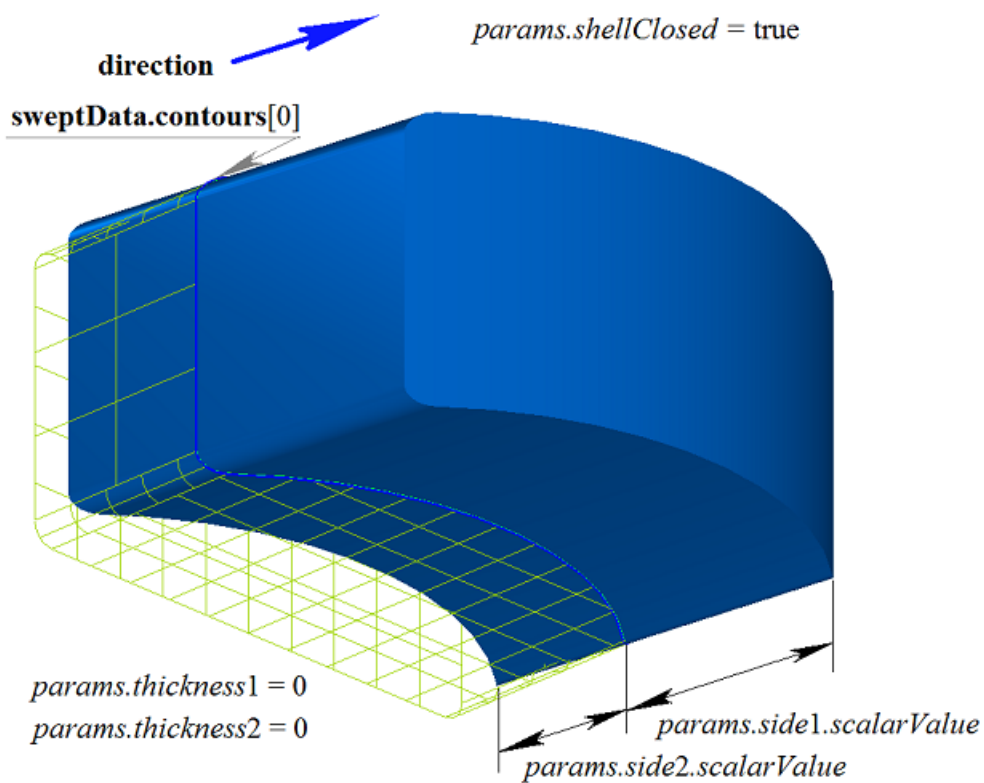 params.shellClosed = true
direction
sweptData.contours[0]
params.thickness1 = 0
params.thickness2 = 0
params.side1.scalarValue
params.side2.scalarValue